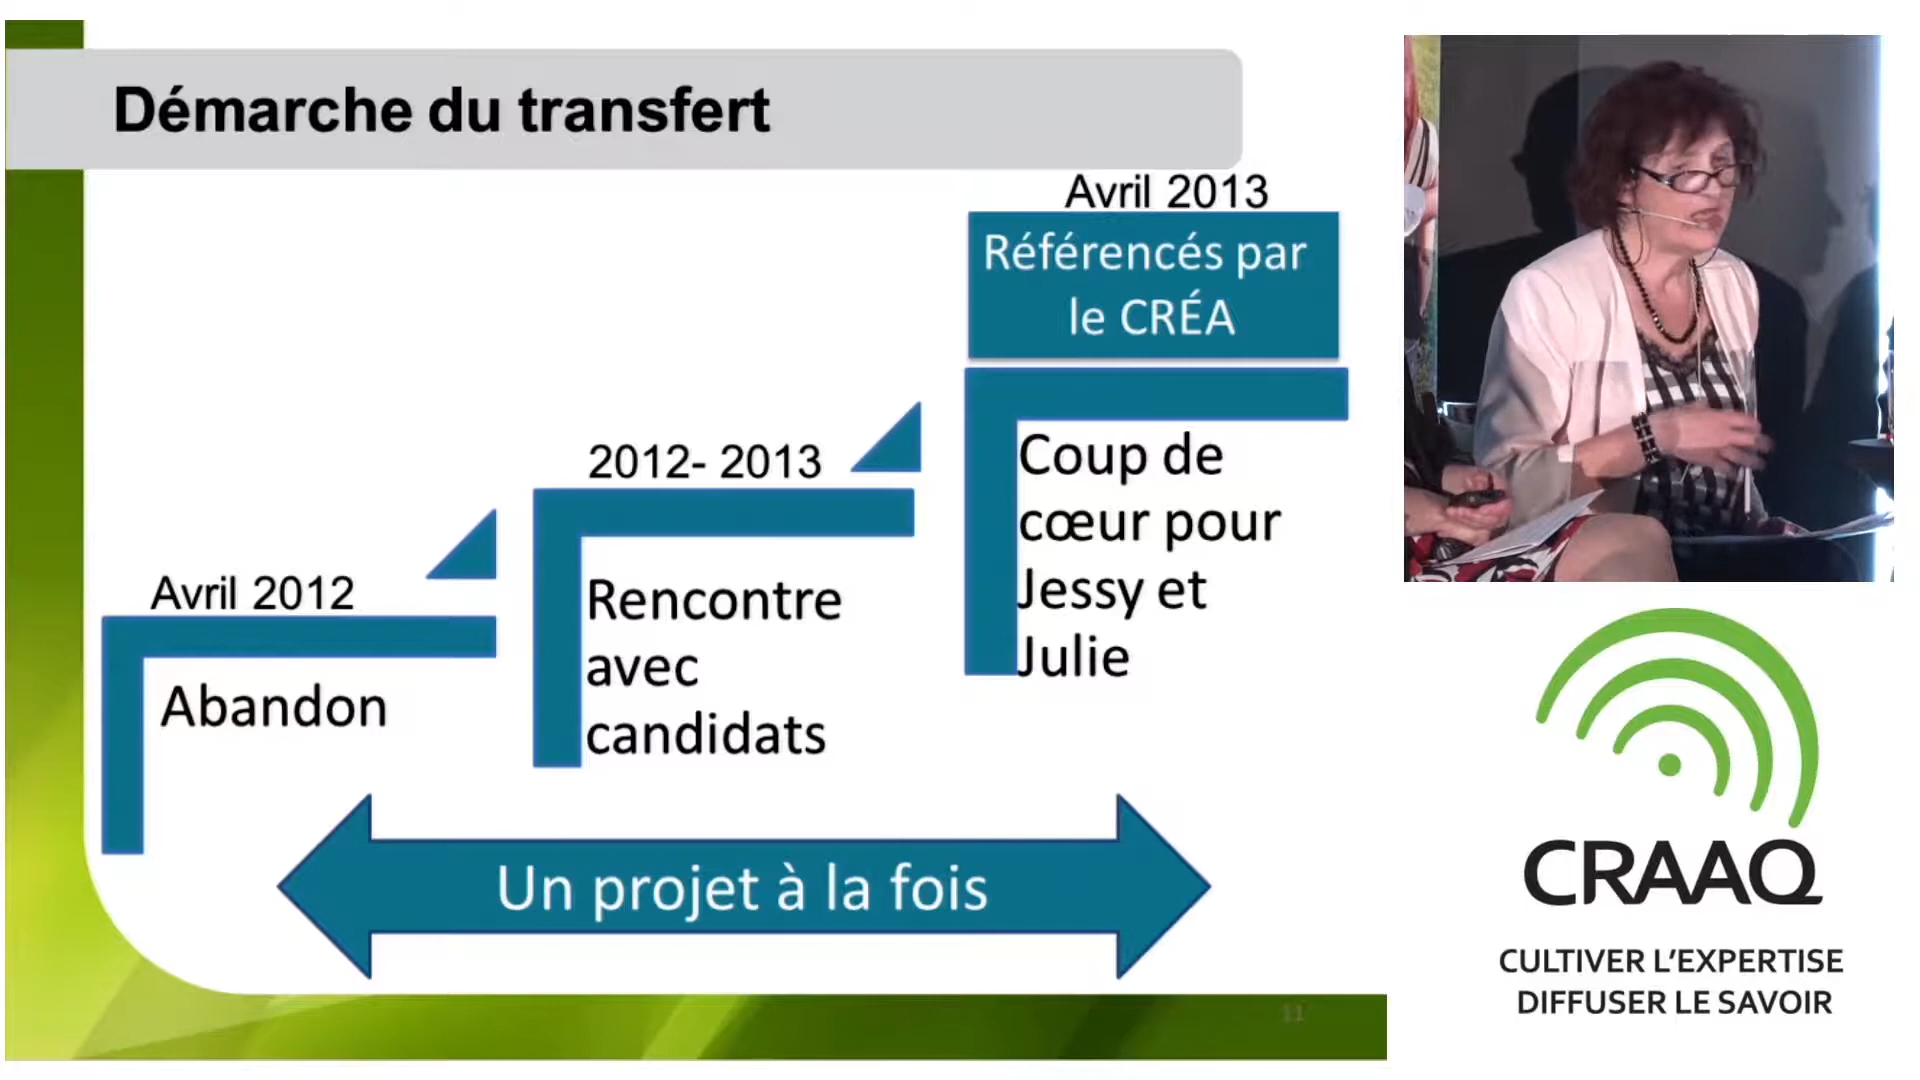 Démarche du transfert
Avril 2013
Référencés par
le CRÉA
2012- 2013
Coup de
cœur pour
Jessy et
Julie
Avril 2012
Rencontre
avec
candidats
Abandon
Un projet à la fois
11
CRAAQ
CULTIVER L'EXPERTISE
DIFFUSER LE SAVOIR